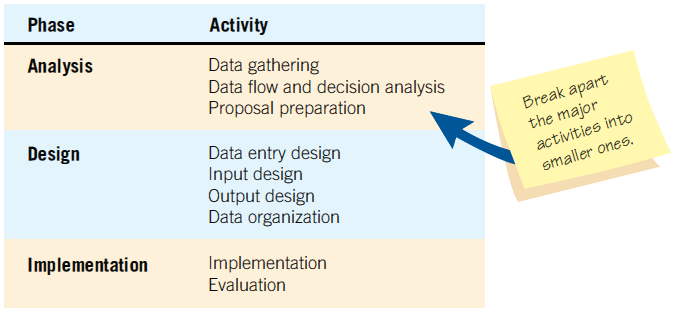 Phase Activity
Analysis Data gathering
Data flow and decision analysis
Proposal preparation
Design Data entry design
Input design
Output design
Data organization
Implementation Implementation
Evaluation
Break apart
the major
activities into
smaller ones.